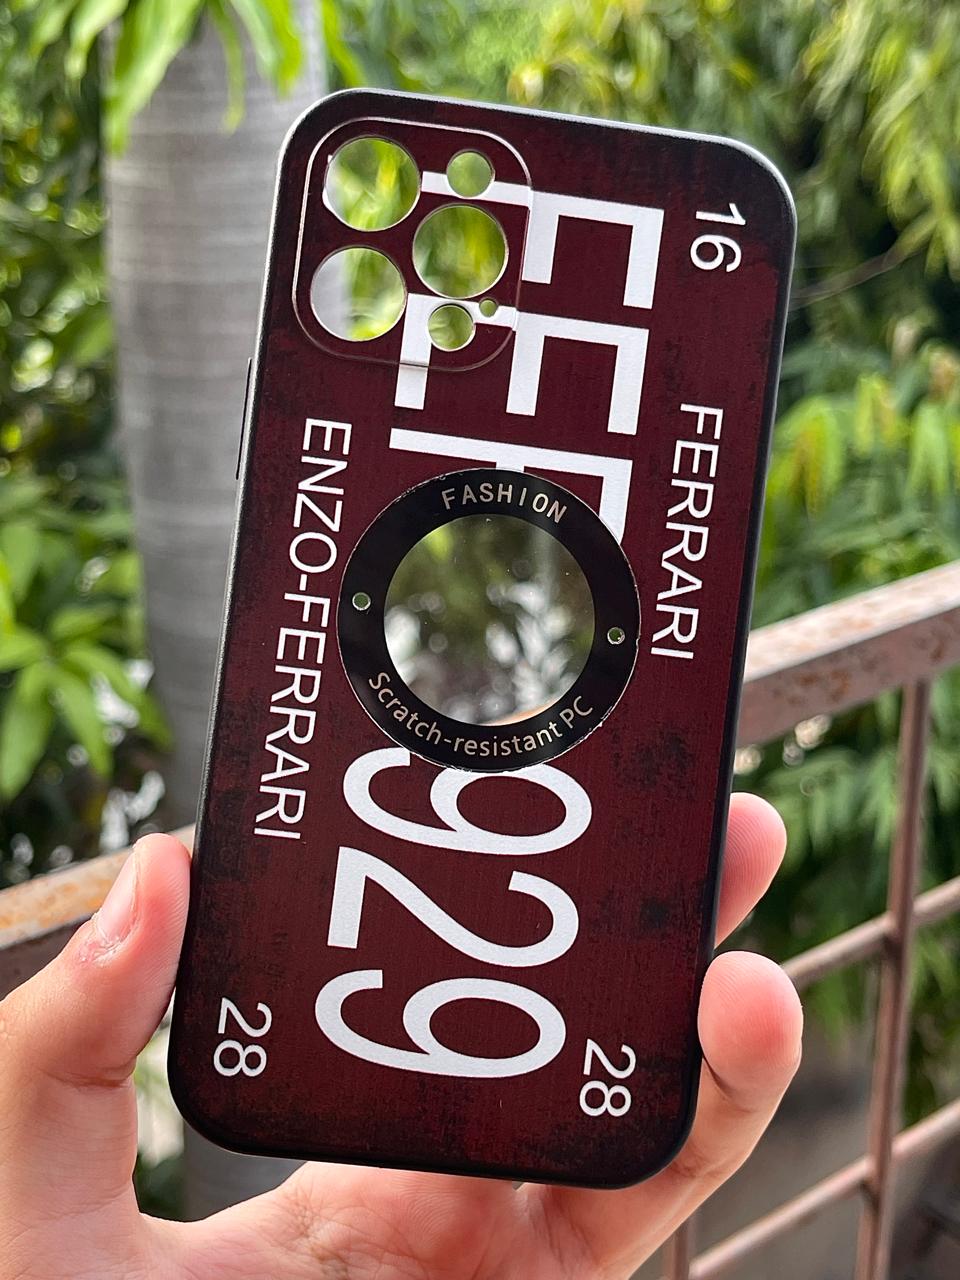 16
FERRARI
28
929
FASHION
Scratch-resistant PC
ENZO-FERRARI
28